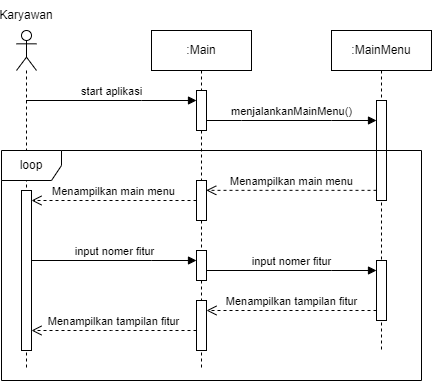 Karyawan
:Main
:MainMenu
start aplikasi
menjalankanMainMenu()
loop
Menampilkan main menu
Menampilkan main menu
input nomer fitur
input nomer fitur
Menampilkan tampilan fitur
Menampilkan tampilan fitur